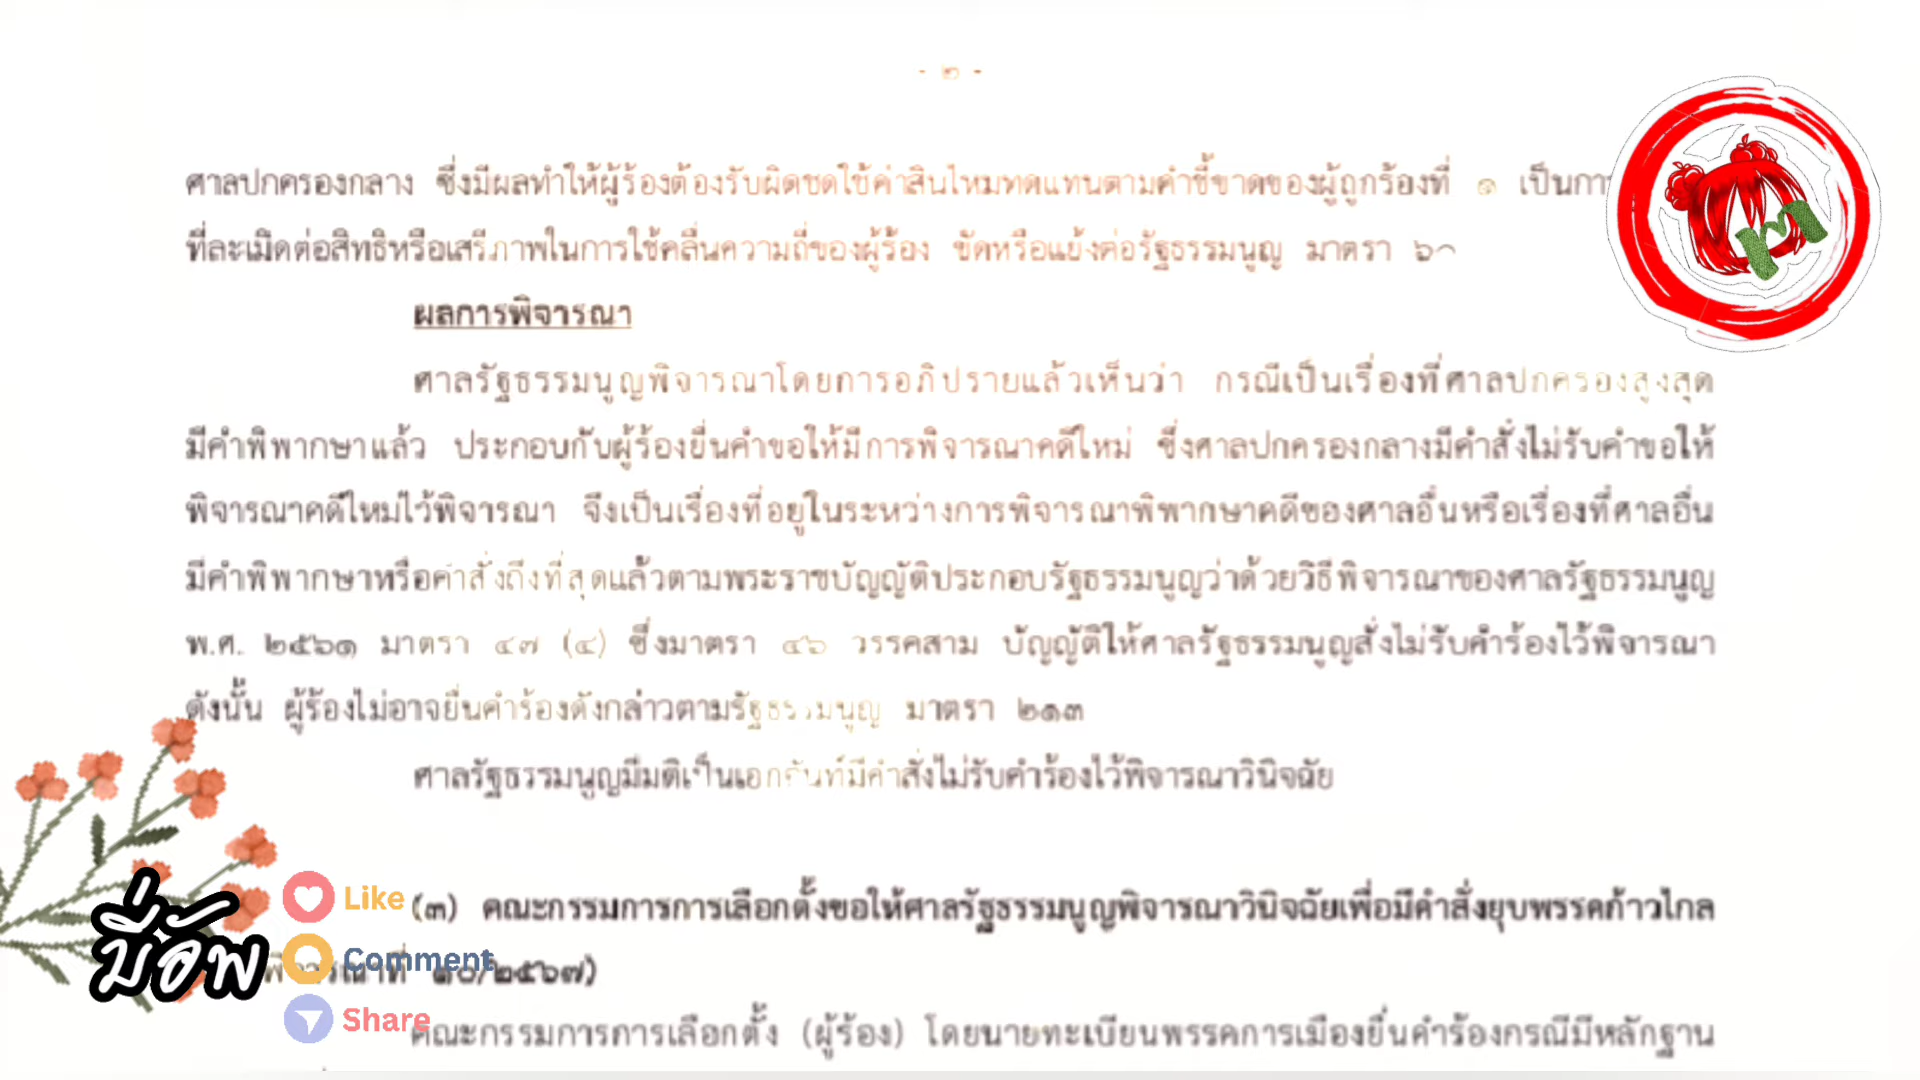 - ๒ -
ศาลปกครองกลาง ซึ่งมีผลทำให้ผู้ร้องต้องรับผิดชดใช้ค่าสินไหมทดแทนตามคำชี้ขาดของผู้ถูกร้องที่ ๑ เป็นการ
ที่ละเมิดต่อสิทธิหรือเสรีภาพในการใช้คลื่นความถี่ของผู้ร้อง ขัดหรือแย้งต่อรัฐธรรมนูญ มาตรา
ผลการพิจารณา
ศาลรัฐธรรมนูญพิจารณาโดยการอภิปรายแล้วเห็นว่า กรณีเป็นเรื่องที่ศาลปกครองสูงสุด
มีคำพิพากษาแล้ว ประกอบกับผู้ร้องยื่นคำขอให้มีการพิจารณาคดีใหม่ ซึ่งศาลปกครองกลางมีคำสั่งไม่รับคำขอให้
พิจารณาคดีใหม่ไว้พิจารณา จึงเป็นเรื่องที่อยู่ในระหว่างการพิจารณาพิพากษาคดีของศาลอื่นหรือเรื่องที่ศาลอื่น
มีคำพิพากษาหรือคำสั่งถึงที่สุดแล้วตามพระราชบัญญัติประกอบรัฐธรรมนูญว่าด้วยวิธีพิจารณาของศาลรัฐธรรมนูญ
พ.ศ. ๒๕๖๑ มาตรา ๔๗ (๔) ซึ่งมาตรา ๔๖ วรรคสาม บัญญัติให้ศาลรัฐธรรมนูญสั่งไม่รับคำร้องไว้พิจารณา
ดังนั้น ผู้ร้องไม่อาจยื่นคำร้องดังกล่าวตามรัฐธรรมนูญ มาตรา ๒๑๓
ศาลรัฐธรรมนูญมีมติเป็นเอกฉันท์มีคำสั่งไม่รับคำร้องไว้พิจารณาวินิจฉัย
(๓) คณะกรรมการการเลือกตั้งขอให้ศาลรัฐธรรมนูญพิจารณาวินิจฉัยเพื่อมีคำสั่งยุบพรรคก้าวไกล
พิจารณาที่ ๑๐/๒๕๖๗)
คณะกรรมการการเลือกตั้ง (ผู้ร้อง) โดยนายทะเบียนพรรคการเมืองยื่นคำร้องกรณีมีหลักฐาน
มี่อัพ
Like
Comment
Share